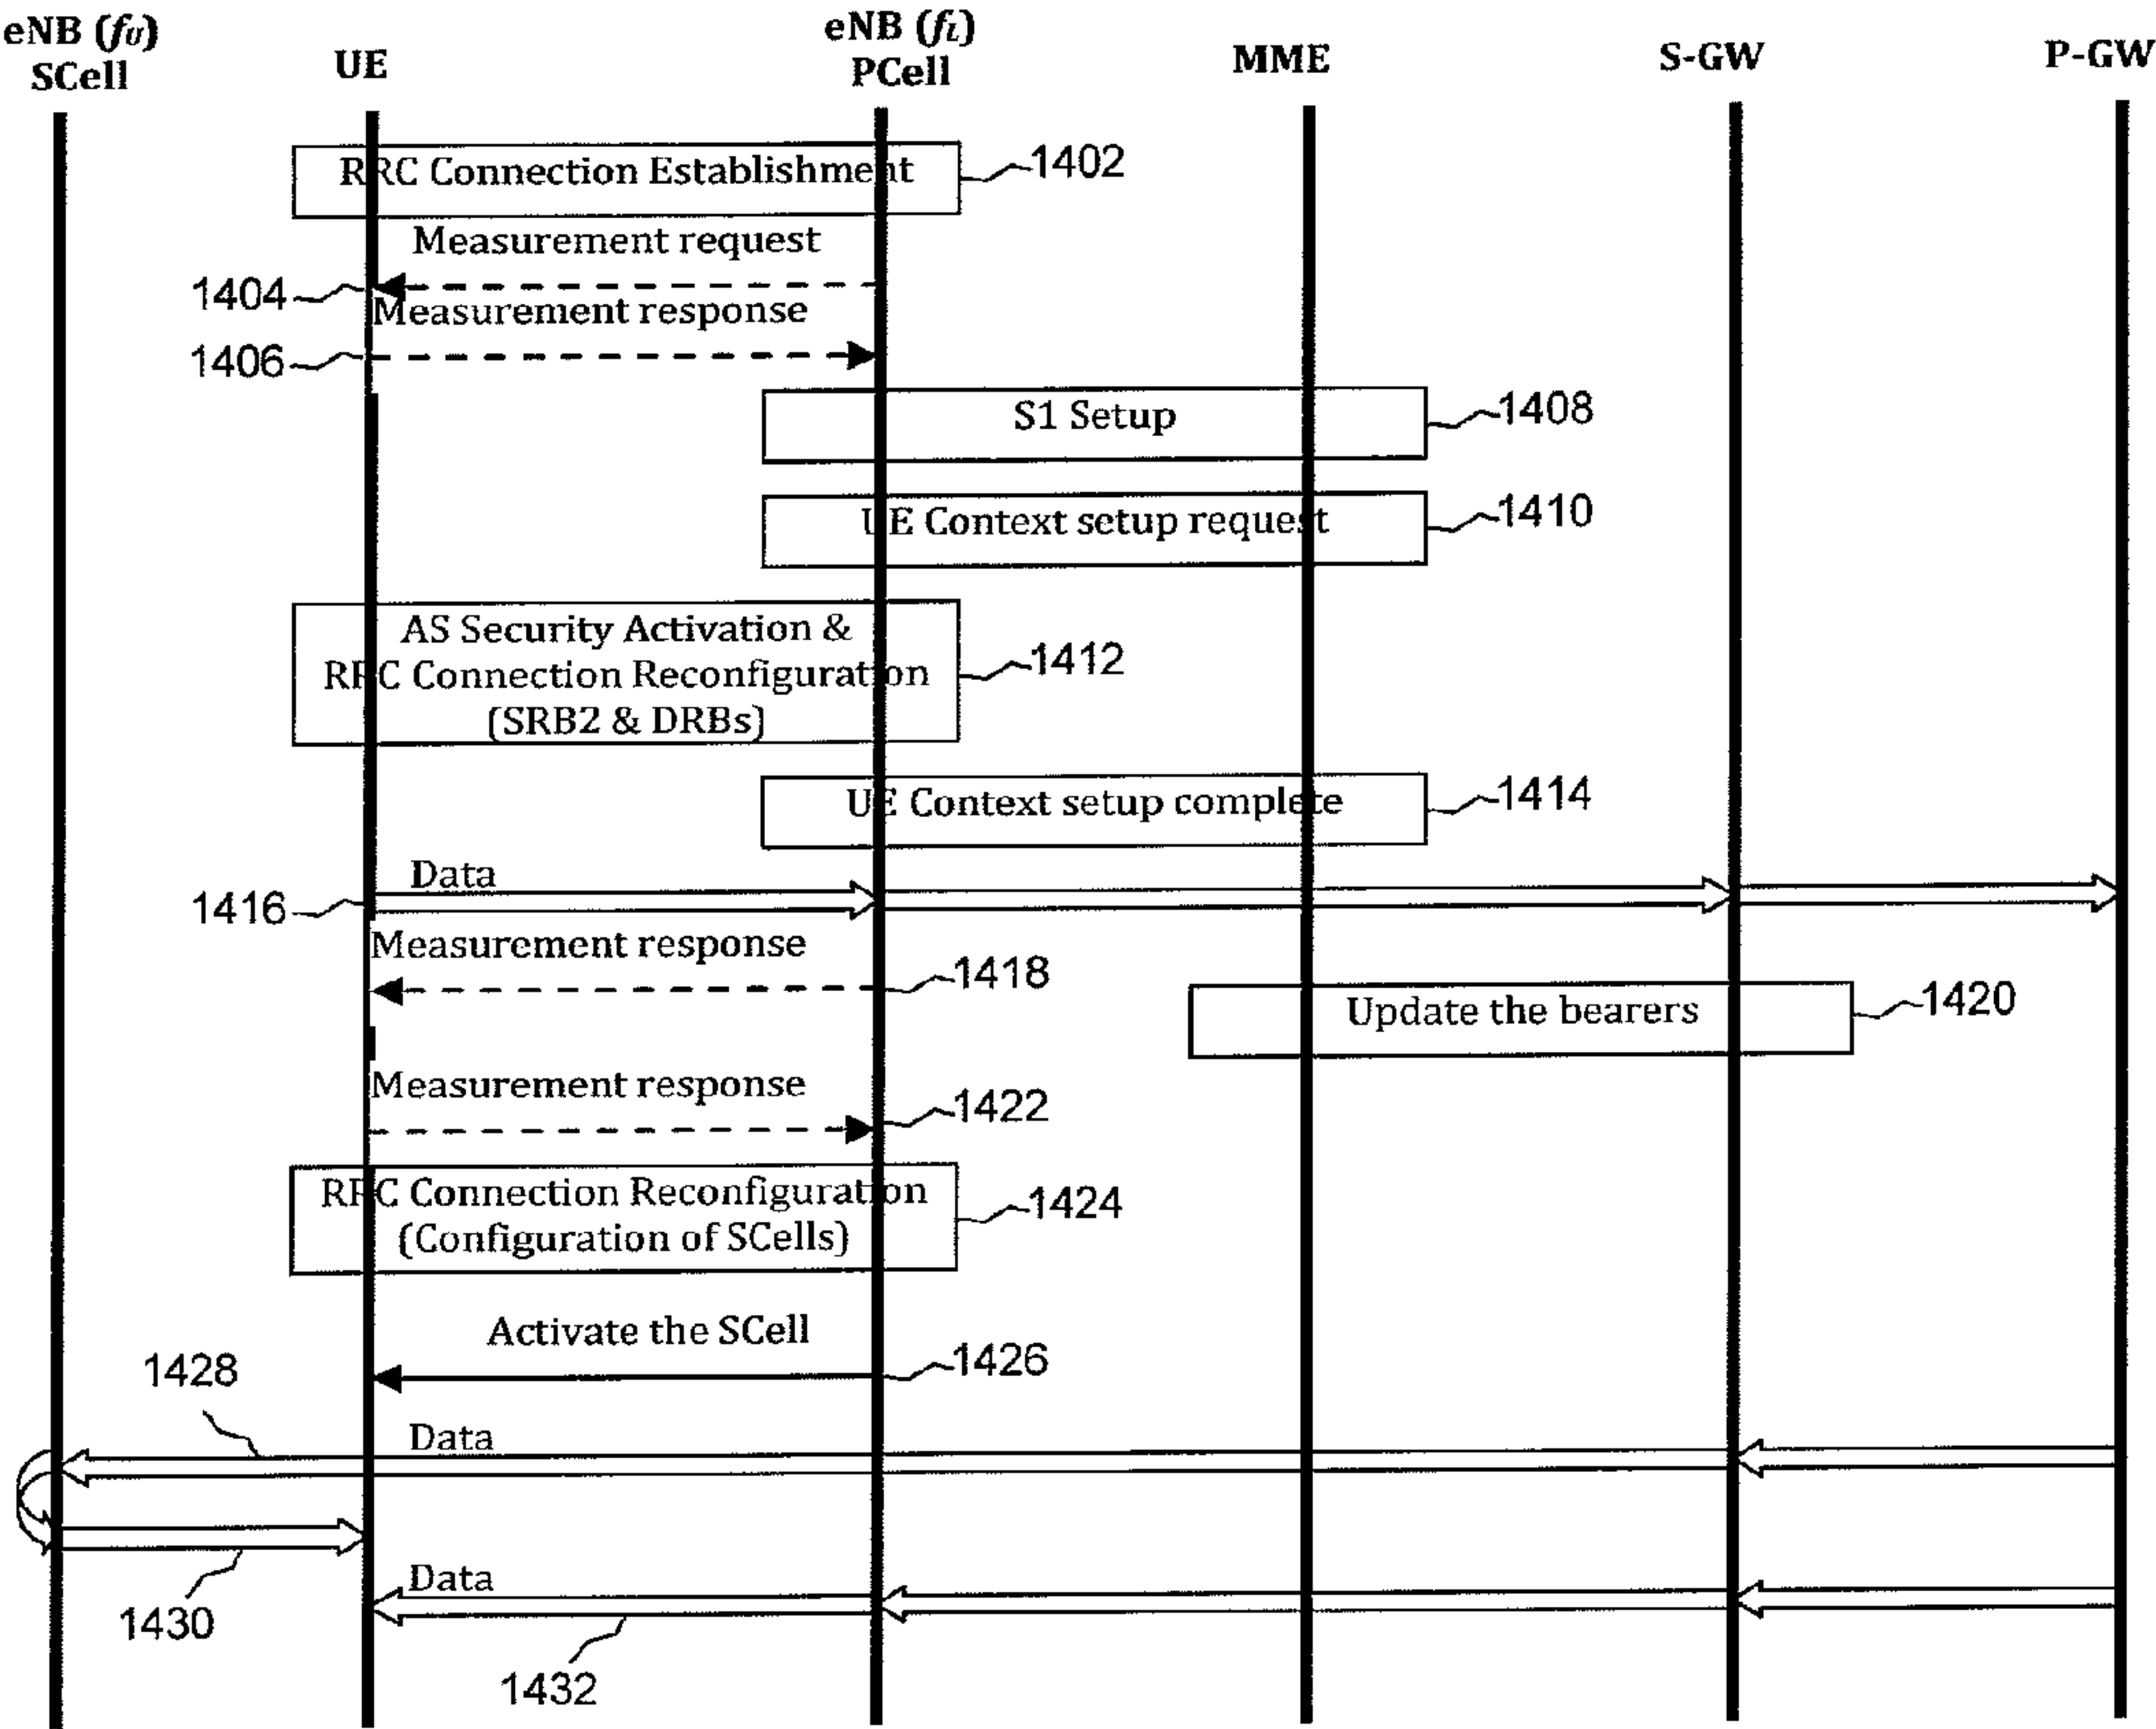 eNB (fU)
SCell
UE
eNB (fL)
PCell
MME
S-GW
P-GW
RRC Connection Establishment
1402
Measurement request
1404
Measurement response
1406
S1 Setup
1408
UE Context setup request
1410
AS Security Activation &
RRC Connection Reconfiguration
(SRB2 & DRBs)
1412
UE Context setup complete
1414
Data
1416
Measurement response
1418
Update the bearers
1420
Measurement response
1422
RRC Connection Reconfiguration
(Configuration of SCells)
1424
Activate the SCell
1426
1428
Data
1430
Data
1432